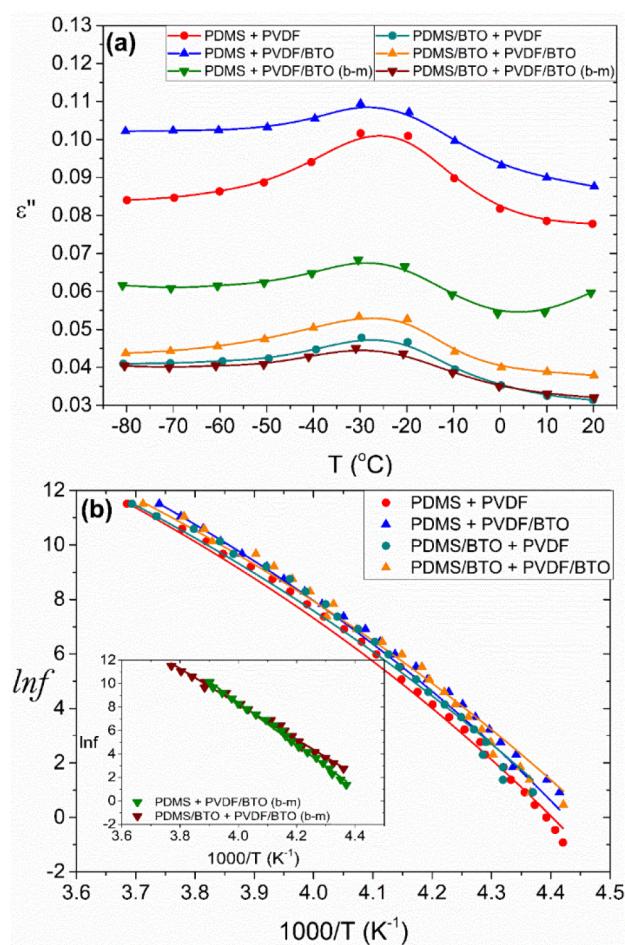 (a)
PDMS + PVDF
PDMS/BTO + PVDF
PDMS + PVDF/BTO
PDMS/BTO + PVDF/BTO
PDMS + PVDF/BTO (b-m)
PDMS/BTO + PVDF/BTO (b-m)
0.13
0.12
0.11
0.10
0.09
0.08
0.07
0.06
0.05
0.04
0.03
ε"
-80 -70 -60 -50 -40 -30 -20 -10 0 10 20
T (°C)
(b)
PDMS + PVDF
PDMS + PVDF/BTO
PDMS/BTO + PVDF
PDMS/BTO + PVDF/BTO
12
10
8
6
4
2
0
-2
lnf
12
10
8
6
4
2
0
lnf
PDMS + PVDF/BTO (b-m)
PDMS/BTO + PVDF/BTO (b-m)
3.6 3.8 4.0 4.2 4.4
1000/T (K⁻¹)
3.6 3.7 3.8 3.9 4.0 4.1 4.2 4.3 4.4 4.5
1000/T (K⁻¹)